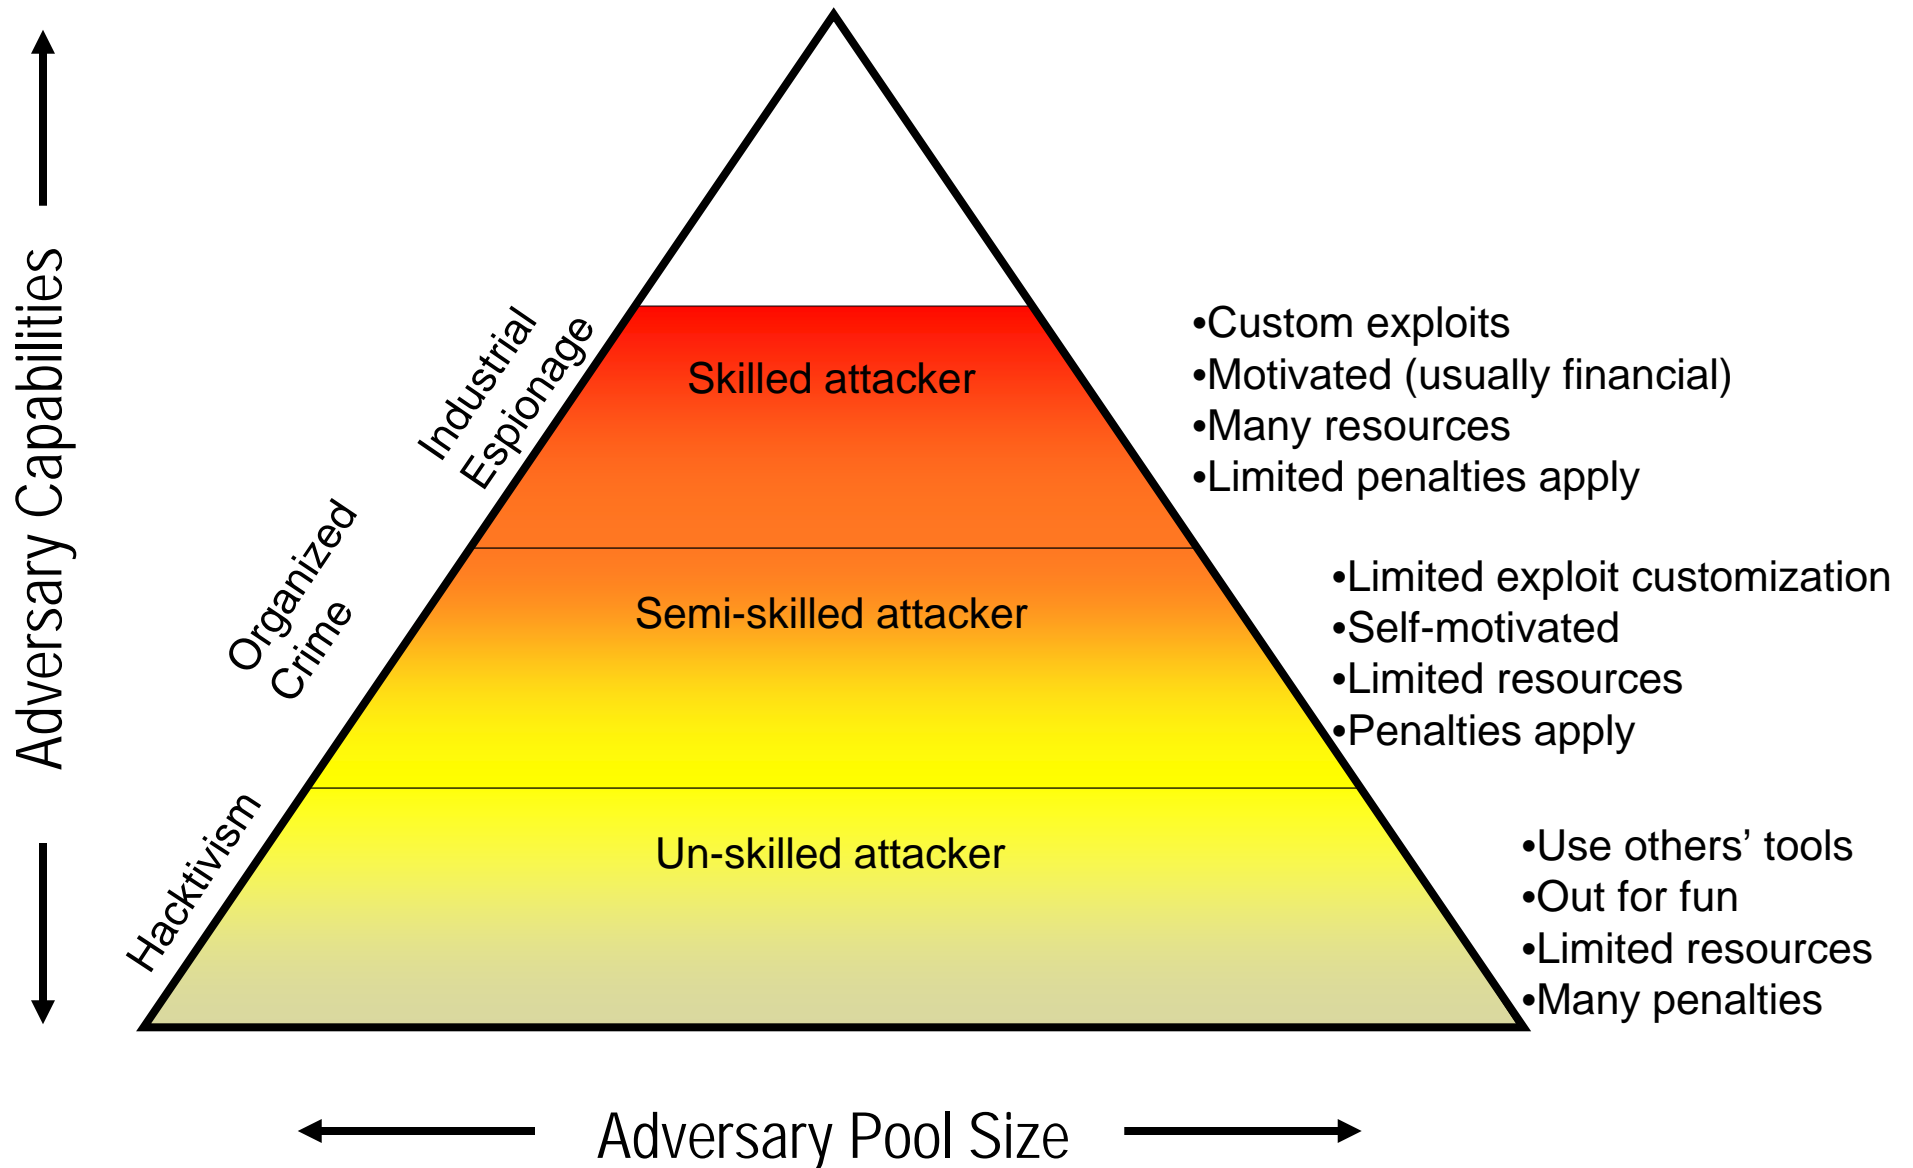 Adversary Capabilities
Industrial
Espionage
Skilled attacker
•Custom exploits
•Motivated (usually financial)
•Many resources
•Limited penalties apply
Organized
Crime
Semi-skilled attacker
•Limited exploit customization
•Self-motivated
•Limited resources
•Penalties apply
Hacktivism
Un-skilled attacker
•Use others’ tools
•Out for fun
•Limited resources
•Many penalties
Adversary Pool Size